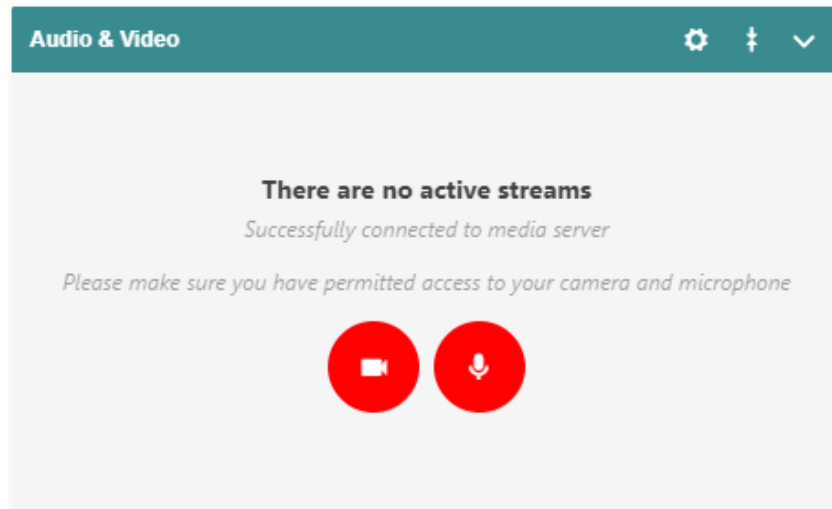 Audio & Video
There are no active streams
Successfully connected to media server
Please make sure you have permitted access to your camera and microphone